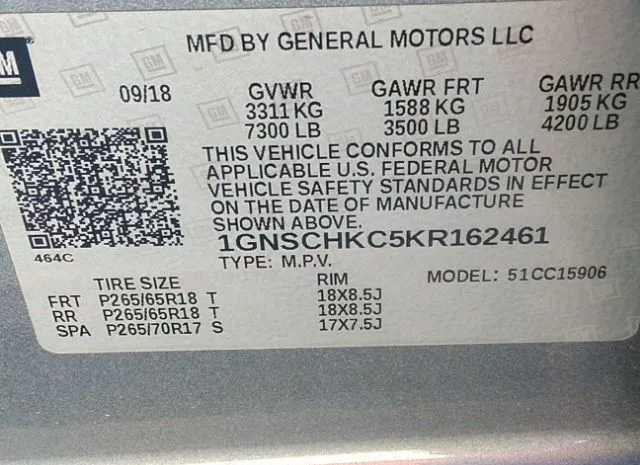 GM
MFD BY GENERAL MOTORS LLC
09/18 GVWR GAWR FRT GAWR RR
3311 KG 1588 KG 1905 KG
7300 LB 3500 LB 4200 LB
THIS VEHICLE CONFORMS TO ALL
APPLICABLE U.S. FEDERAL MOTOR
VEHICLE SAFETY STANDARDS IN EFFECT
ON THE DATE OF MANUFACTURE
SHOWN ABOVE.
464C 1GNSCHKC5KR162461
TYPE: M.P.V. MODEL: 51CC15906
TIRE SIZE RIM
FRT P265/65R18 T 18X8.5J
RR P265/65R18 T 18X8.5J
SPA P265/70R17 S 17X7.5J